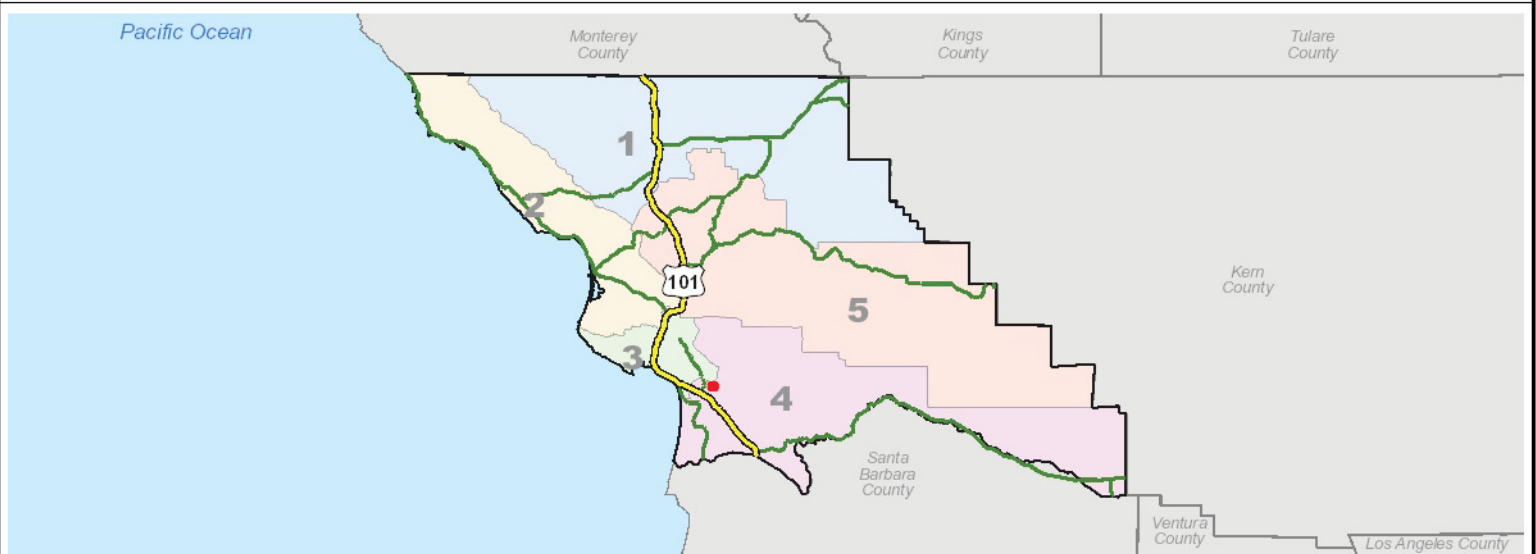 Pacific Ocean
Monterey
County
Kings
County
Tulare
County
1
2
101
Kern
County
5
3
4
Santa
Barbara
County
Ventura
County
Los Angeles County